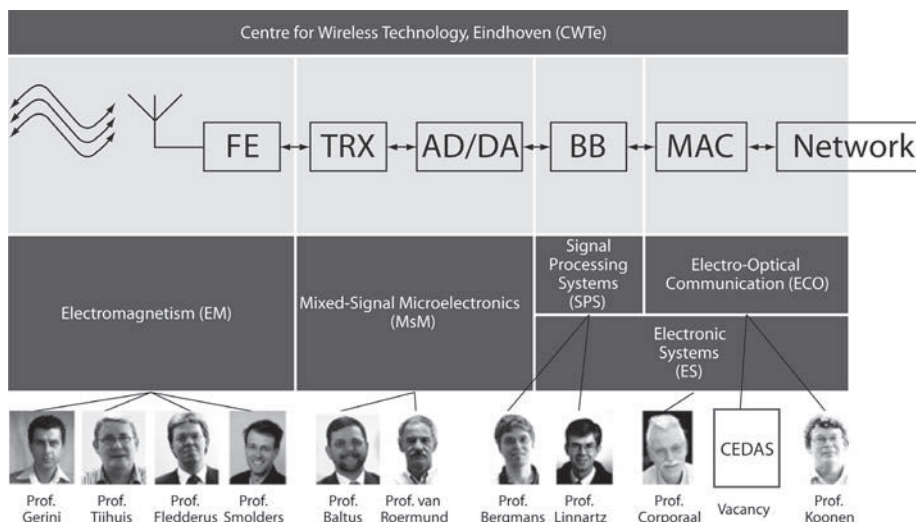 Centre for Wireless Technology, Eindhoven (CWTe)
FE
TRX
AD/DA
BB
MAC
Network
Electromagnetism (EM)
Mixed-Signal Microelectronics
(MsM)
Signal
Processing
Systems
(SPS)
Electro-Optical
Communication (ECO)
Electronic
Systems
(ES)
CEDAS
Prof.
Gerini
Prof.
Tijhuis
Prof.
Fledderus
Prof.
Smolders
Prof.
Baltus
Prof. van
Roermund
Prof.
Bergmans
Prof.
Linnartz
Prof.
Corporaal
Vacancy
Prof.
Koonen